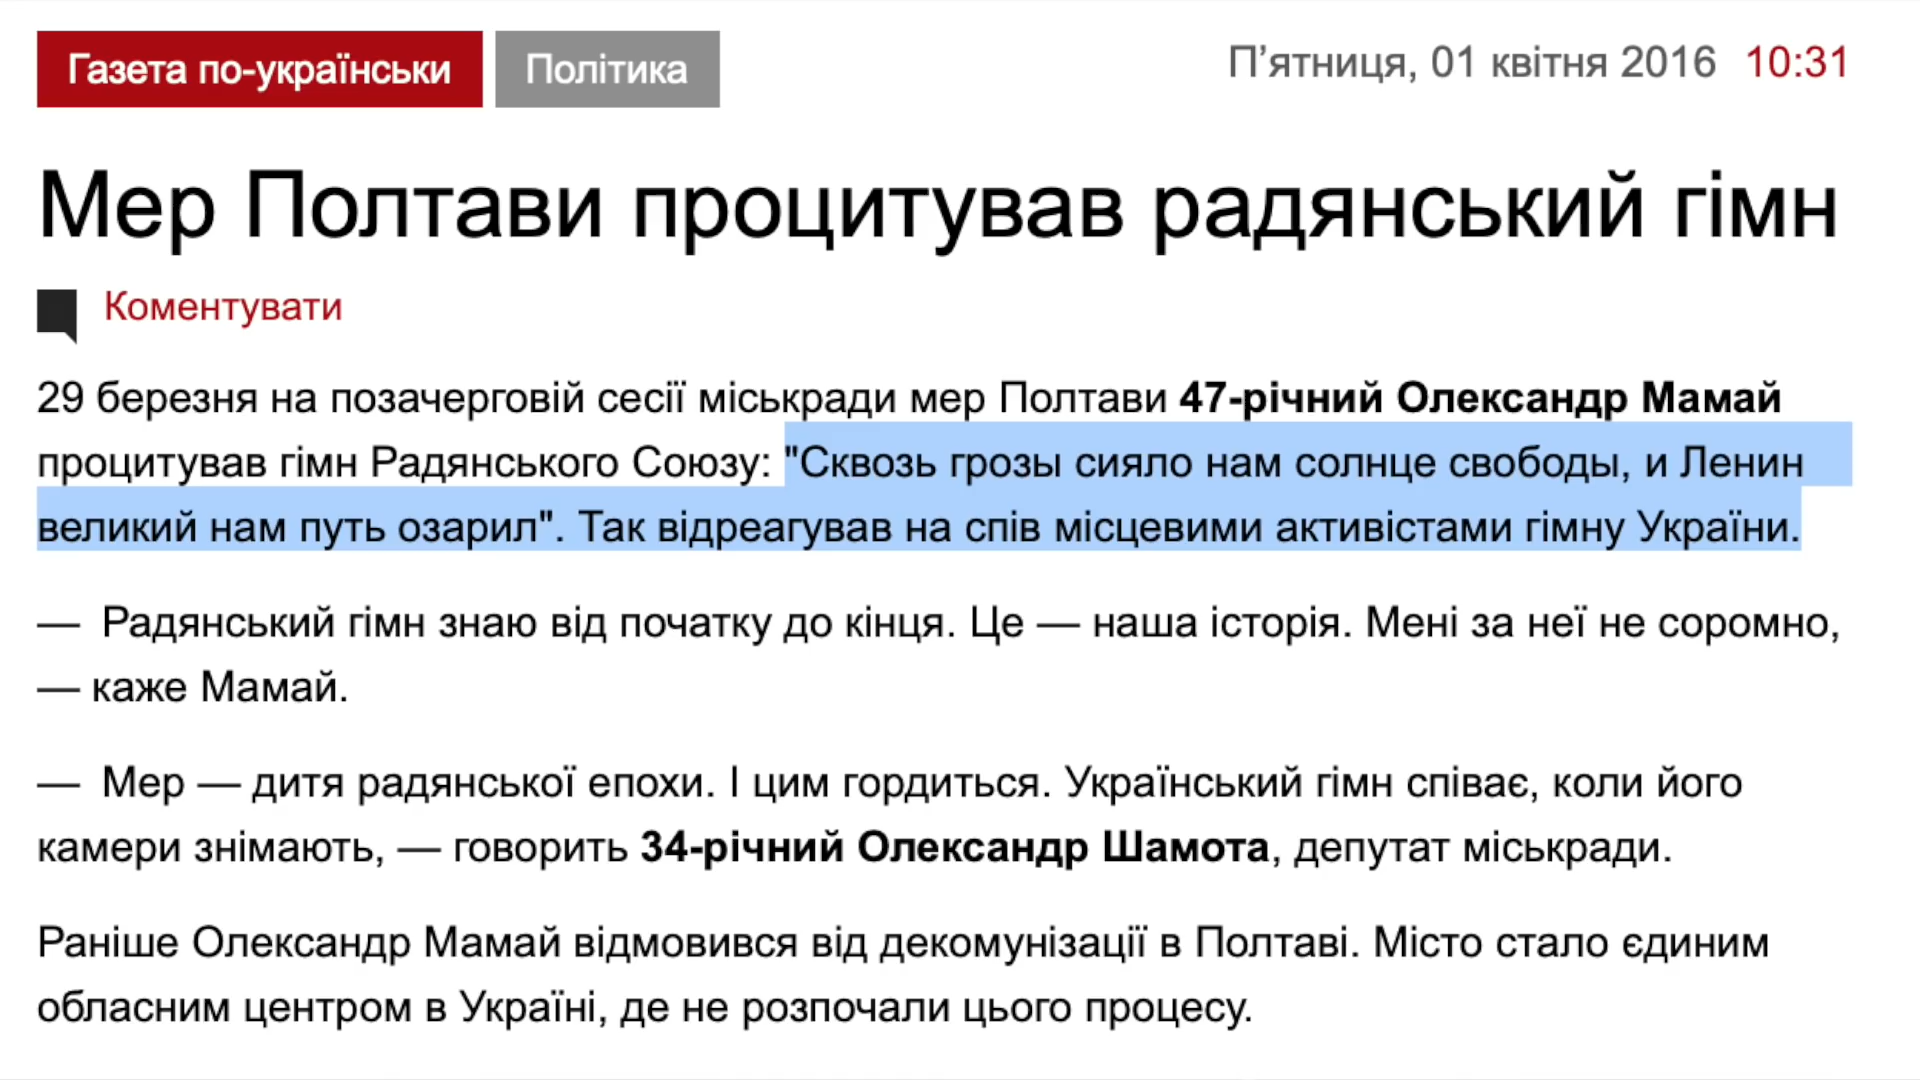 Газета по-українськи Політика П’ятниця, 01 квітня 2016 10:31
Мер Полтави процитував радянський гімн
Коментувати
29 березня на позачерговій сесії міськради мер Полтави 47-річний Олександр Мамай
процитував гімн Радянського Союзу: "Сквозь грозы сияло нам солнце свободы, и Ленин
великий нам путь озарил". Так відреагував на спів місцевими активістами гімну України.
— Радянський гімн знаю від початку до кінця. Це — наша історія. Мені за неї не соромно,
— каже Мамай.
— Мер — дитя радянської епохи. І цим гордиться. Український гімн співає, коли його
камери знімають, — говорить 34-річний Олександр Шамота, депутат міськради.
Раніше Олександр Мамай відмовився від декомунізації в Полтаві. Місто стало єдиним
обласним центром в Україні, де не розпочали цього процесу.